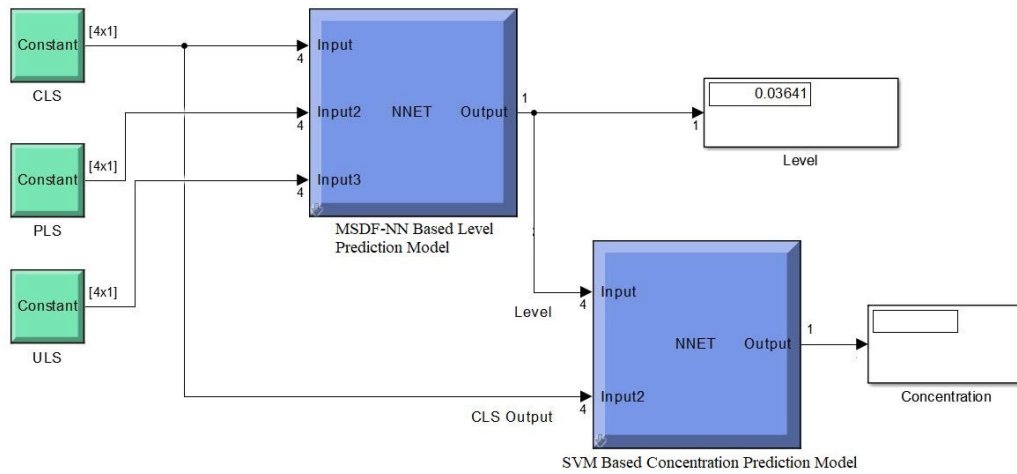 Constant
[4x1]
CLS
Constant
[4x1]
PLS
Constant
[4x1]
ULS
4
Input
4
Input2
4
Input3
NNET
Output
1
MSDF-NN Based Level
Prediction Model
1
0.03641
Level
Level
4
Input
CLS Output
4
Input2
NNET
Output
1
SVM Based Concentration Prediction Model
Concentration